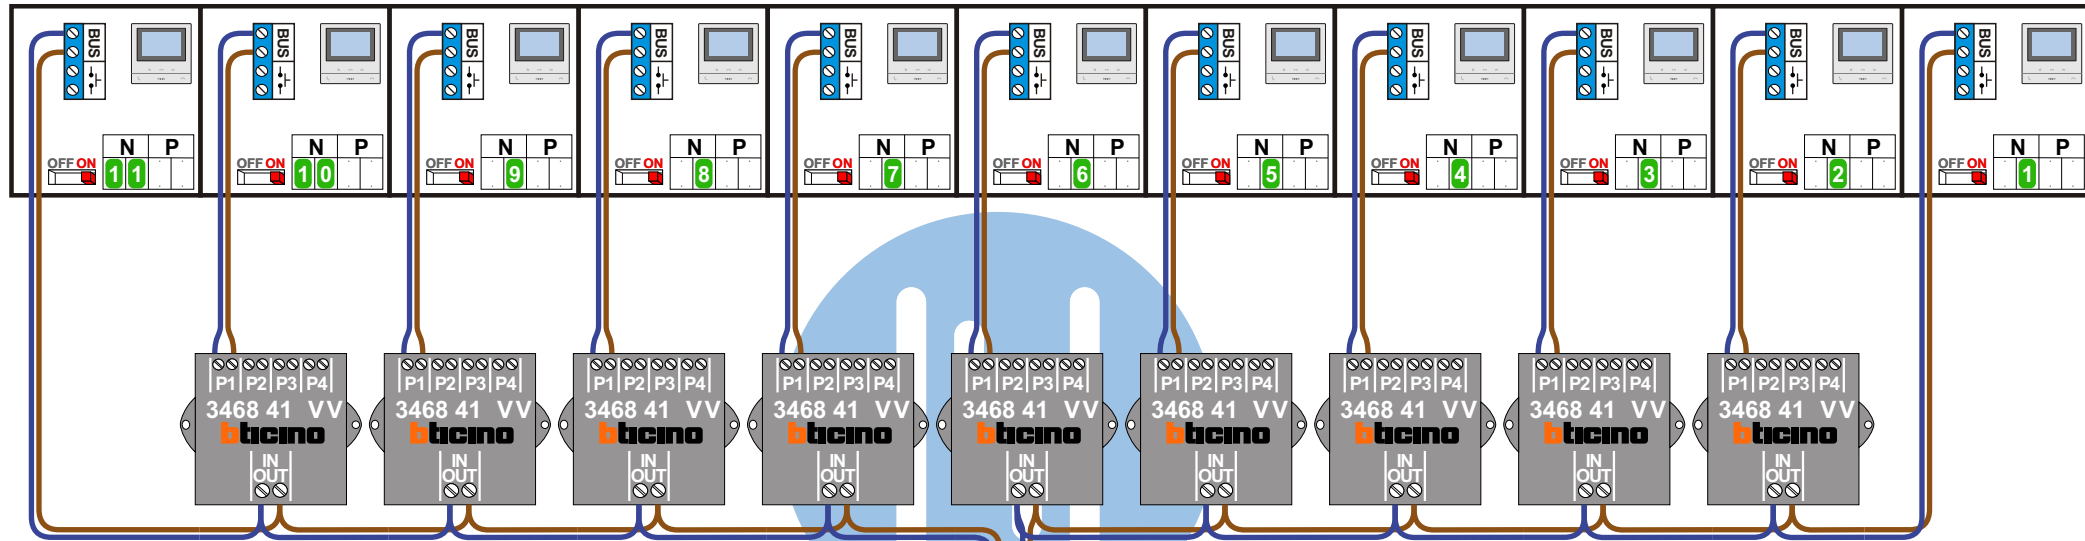 BUS BUS BUS BUS BUS BUS BUS BUS BUS BUS BUS
N P N P N P N P N P N P N P N P N P N P N P
OFF ON OFF ON OFF ON OFF ON OFF ON OFF ON OFF ON OFF ON OFF ON OFF ON OFF ON
11 10 9 8 7 6 5 4 3 2 1
P1 P2 P3 P4 P1 P2 P3 P4 P1 P2 P3 P4 P1 P2 P3 P4 P1 P2 P3 P4 P1 P2 P3 P4 P1 P2 P3 P4 P1 P2 P3 P4 P1 P2 P3 P4
3468 41 VV 3468 41 VV 3468 41 VV 3468 41 VV 3468 41 VV 3468 41 VV 3468 41 VV 3468 41 VV 3468 41 VV
bticino bticino bticino bticino bticino bticino bticino bticino bticino
IN IN IN IN IN IN IN IN IN
OUT OUT OUT OUT OUT OUT OUT OUT OUT